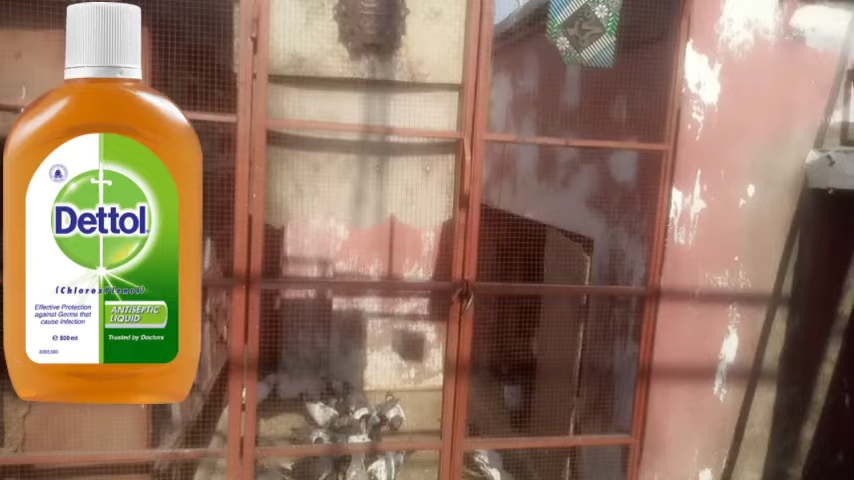 Dettol
(Chloroxylenol)
Effective Protection
against Germs that
cause Infection
ANTISEPTIC
LIQUID
e 500ml
Trusted by Doctors